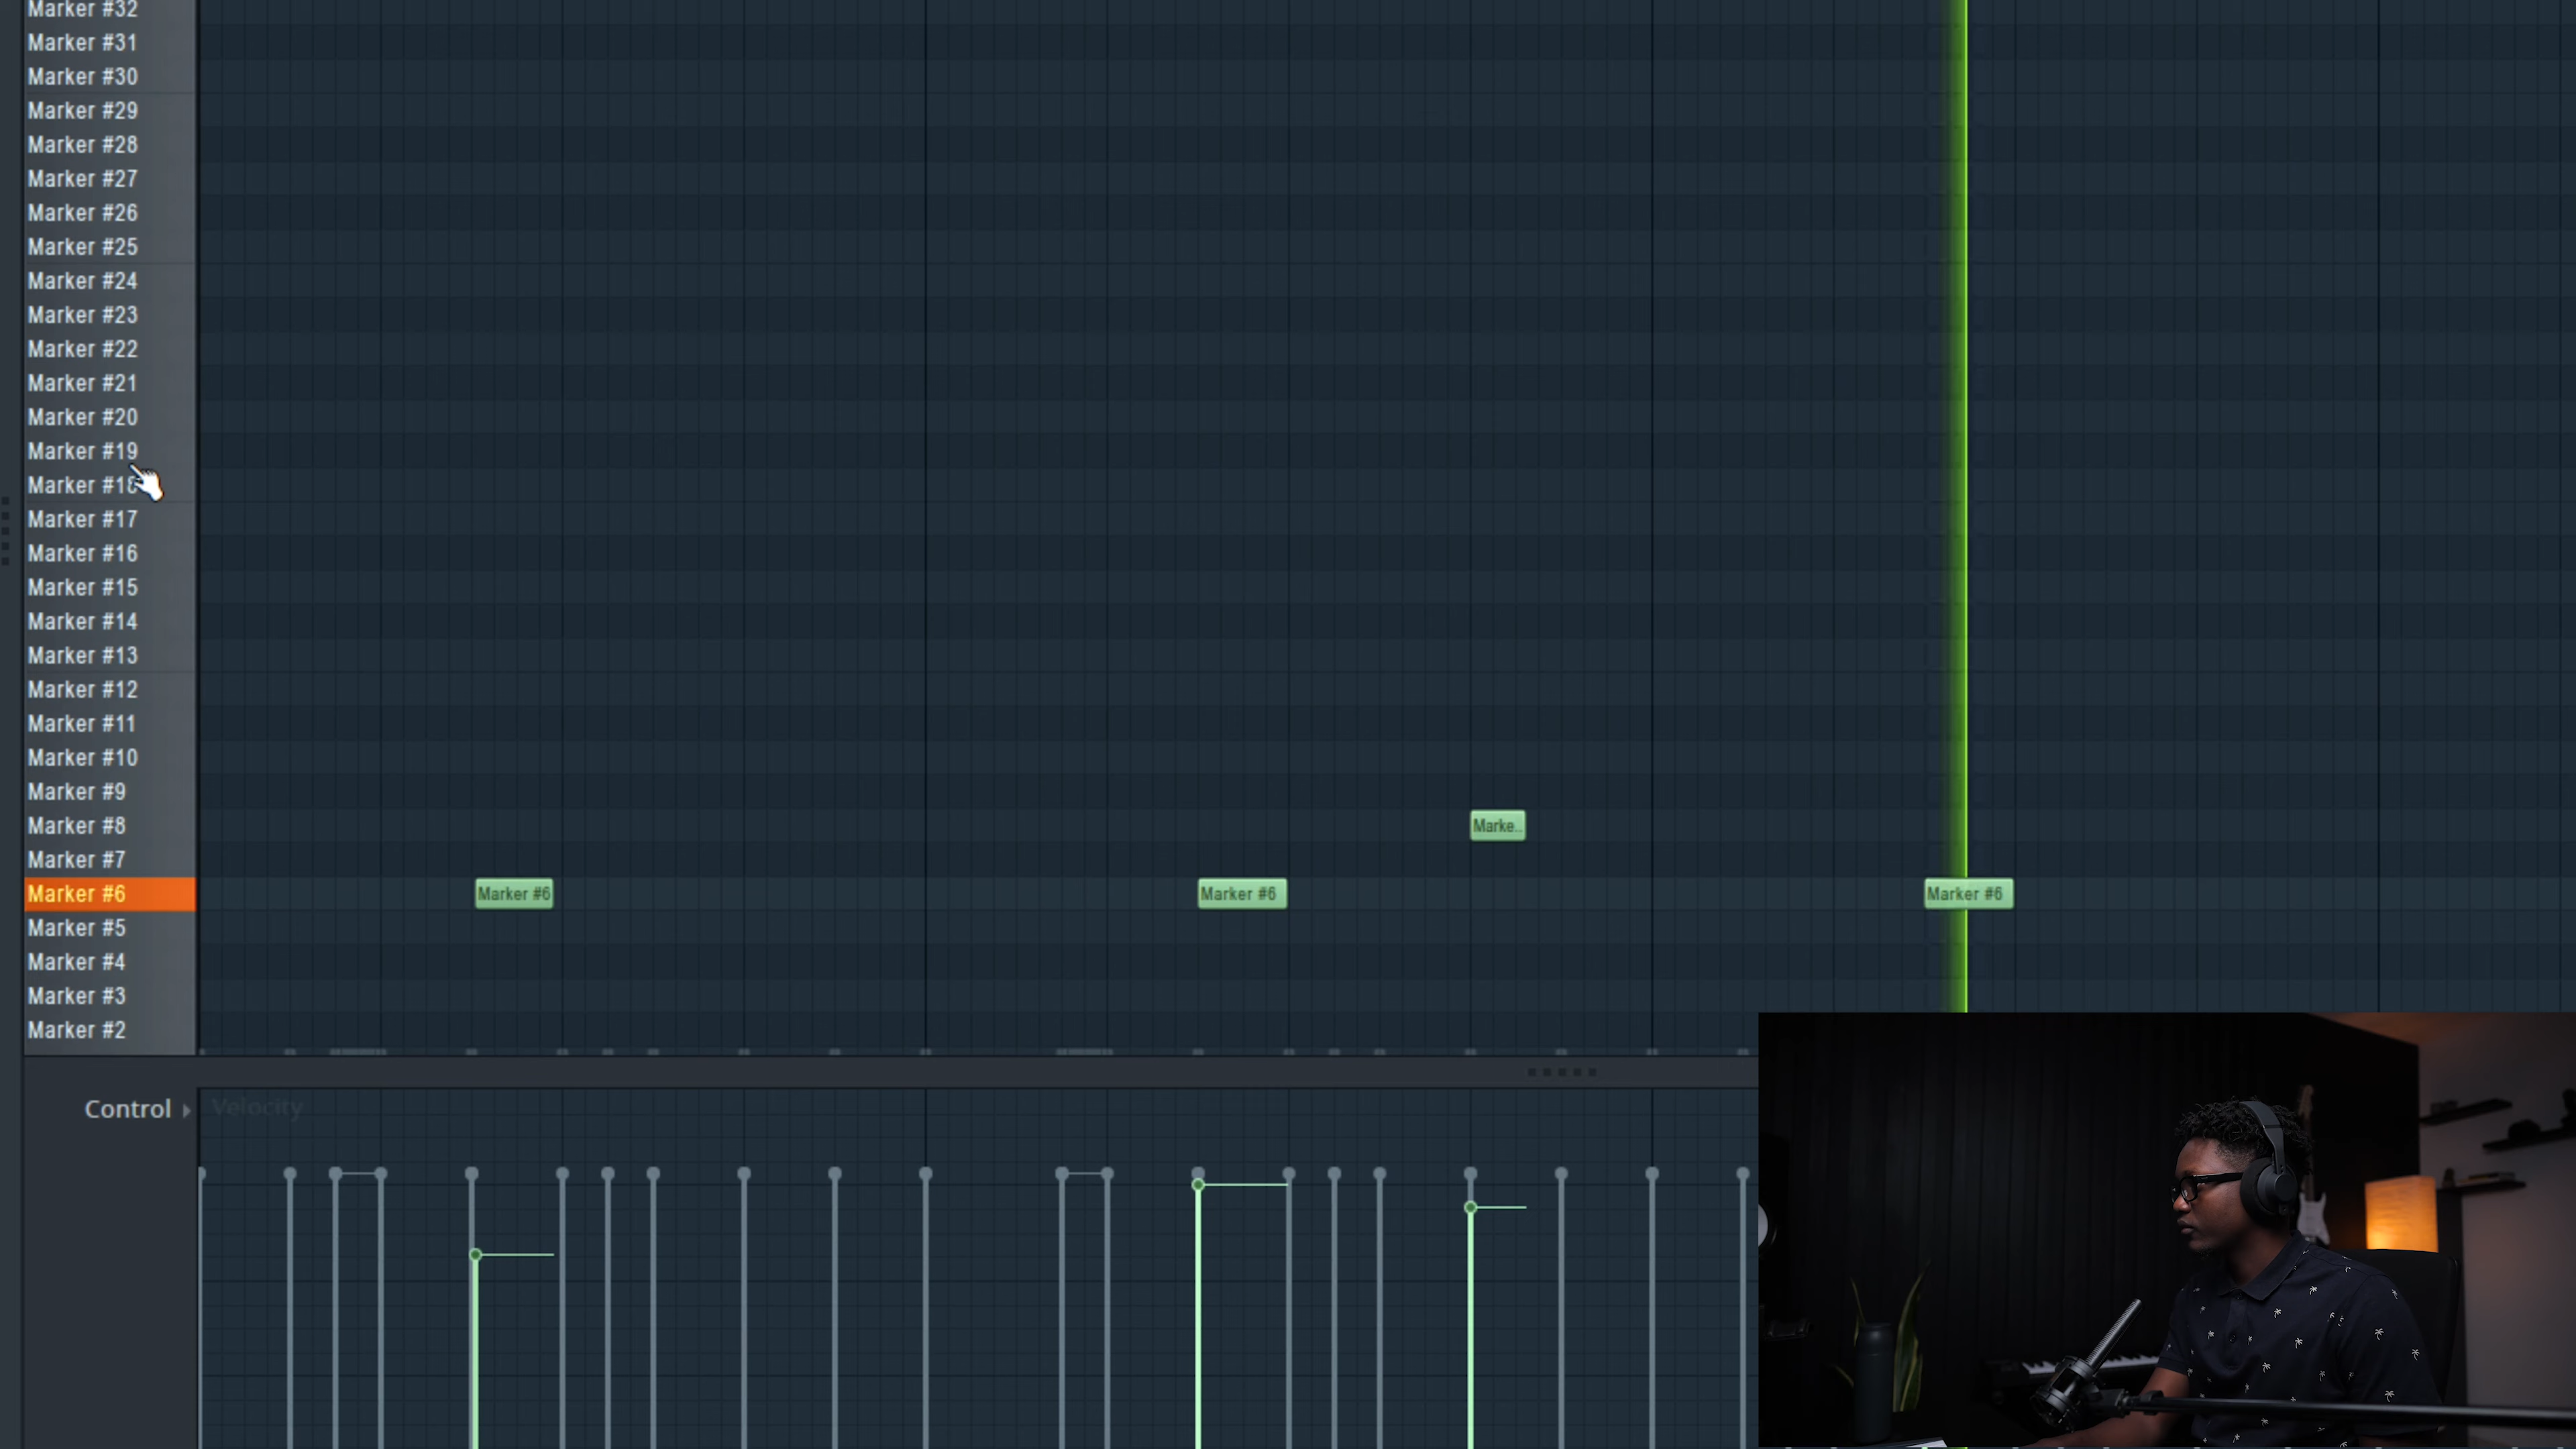 Marker #32
Marker #31
Marker #30
Marker #29
Marker #28
Marker #27
Marker #26
Marker #25
Marker #24
Marker #23
Marker #22
Marker #21
Marker #20
Marker #19
Marker #18
Marker #17
Marker #16
Marker #15
Marker #14
Marker #13
Marker #12
Marker #11
Marker #10
Marker #9
Marker #8 Marke..
Marker #7
Marker #6 Marker #6 Marker #6 Marker #6
Marker #5
Marker #4
Marker #3
Marker #2
Control Velocity